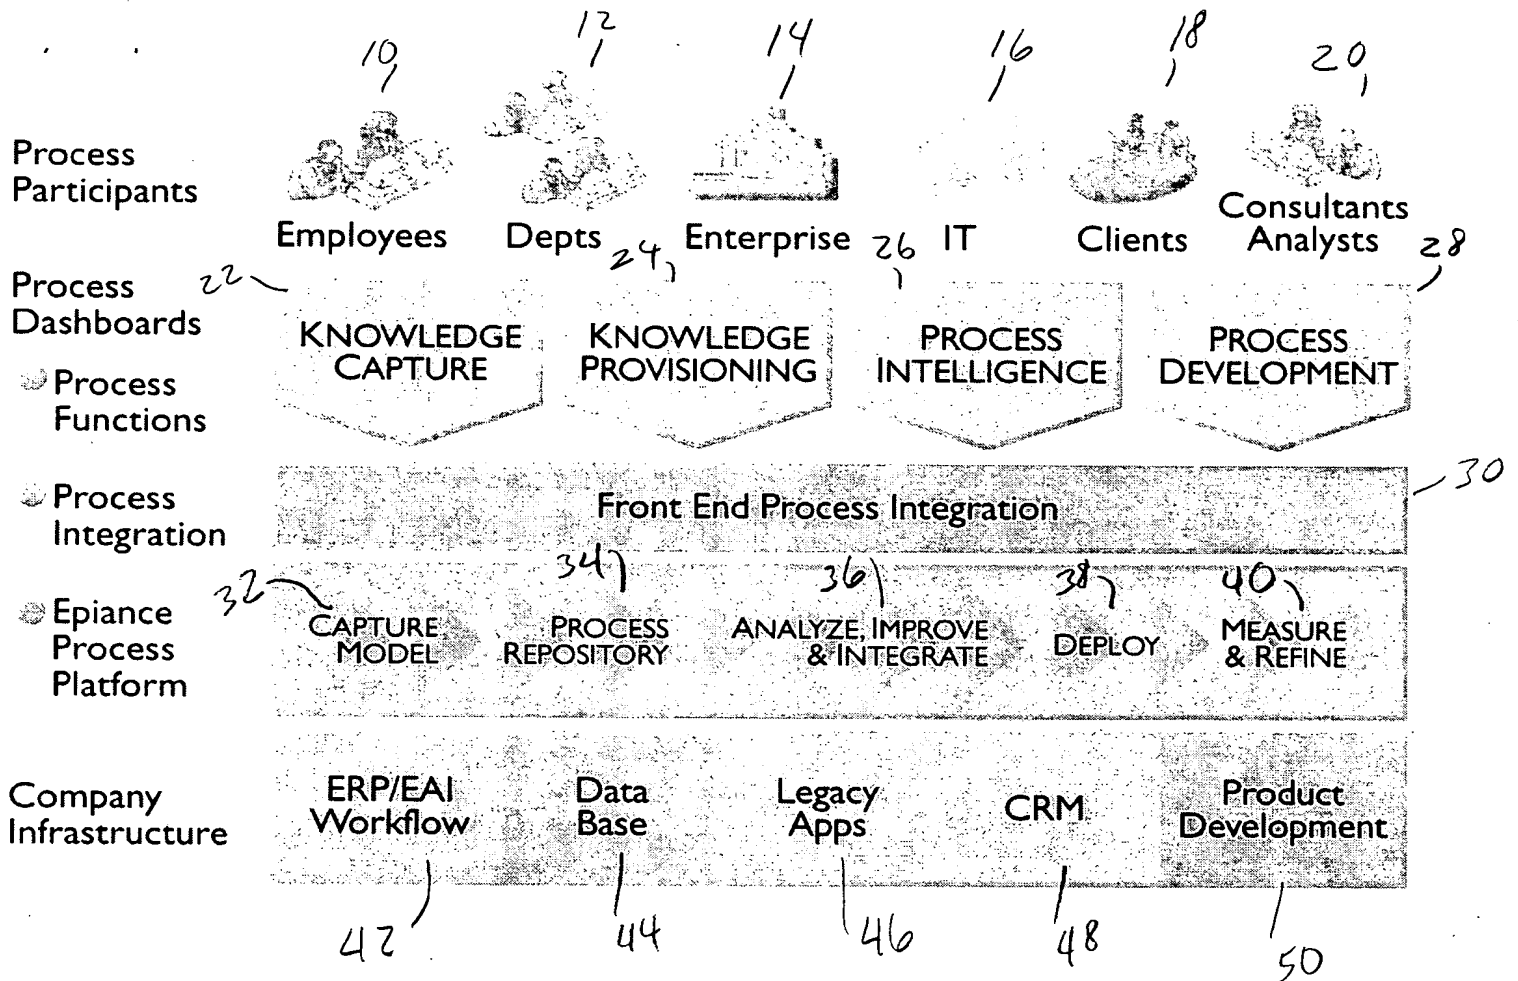 10 12 14 16 18 20
Process
Participants
Employees Depts Enterprise IT Clients Consultants
Analysts
22 24 26 28
Process
Dashboards
KNOWLEDGE
CAPTURE
KNOWLEDGE
PROVISIONING
PROCESS
INTELLIGENCE
PROCESS
DEVELOPMENT
Process
Functions
Process
Integration
Front End Process Integration
30
32 34 36 38 40
Epiance
Process
Platform
CAPTURE
MODEL
PROCESS
REPOSITORY
ANALYZE, IMPROVE
& INTEGRATE
DEPLOY
MEASURE
& REFINE
Company
Infrastructure
ERP/EAI
Workflow
Data
Base
Legacy
Apps
CRM
Product
Development
42 44 46 48 50